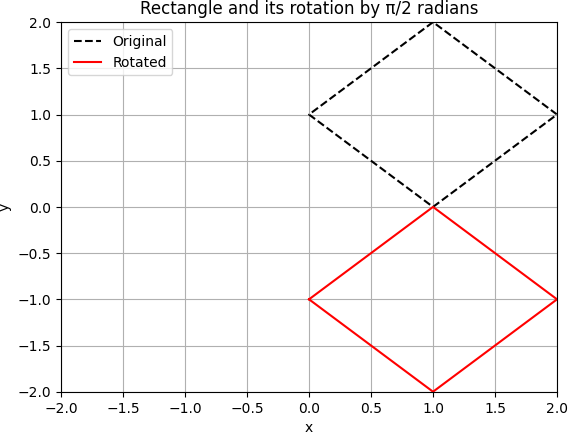 Rectangle and its rotation by π/2 radians
Original
Rotated
2.0
1.5
1.0
0.5
0.0
−0.5
−1.0
−1.5
−2.0
y
−2.0 −1.5 −1.0 −0.5 0.0 0.5 1.0 1.5 2.0
x